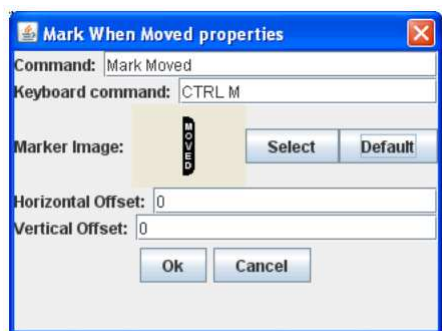 Mark When Moved properties
Command: Mark Moved
Keyboard command: CTRL M
Marker Image: MOVED Select Default
Horizontal Offset: 0
Vertical Offset: 0
Ok Cancel